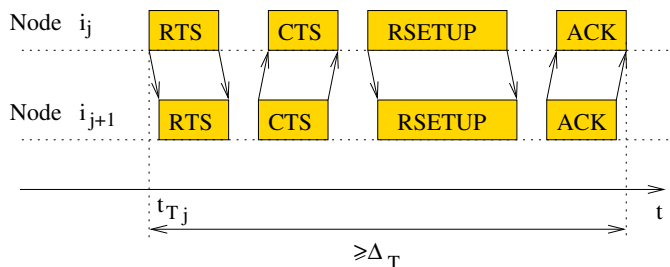 Node i_j RTS CTS RSETUP ACK
Node i_{j+1} RTS CTS RSETUP ACK
t_{T j} t
⩾Δ_T